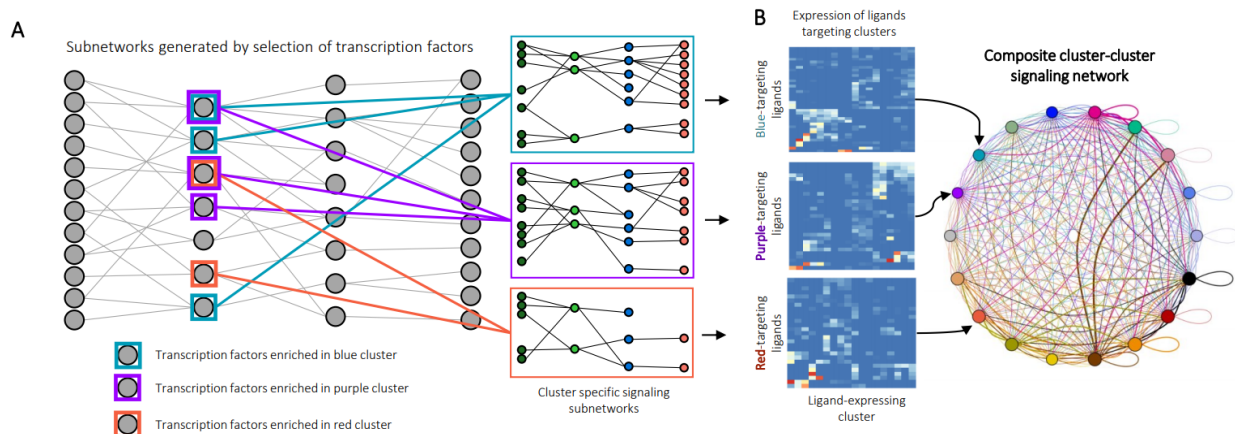 A
Subnetworks generated by selection of transcription factors
Transcription factors enriched in blue cluster
Transcription factors enriched in purple cluster
Transcription factors enriched in red cluster
Cluster specific signaling
subnetworks
B
Expression of ligands
targeting clusters
Blue-targeting
ligands
Purple-targeting
ligands
Red-targeting
ligands
Ligand-expressing
cluster
Composite cluster-cluster
signaling network